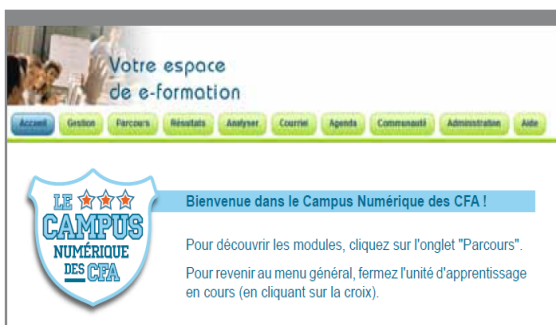 Votre espace
de e-formation
Accueil Gestion Parcours Résultats Analyser Courriel Agenda Communauté Administration Aide
LE
CAMPUS
NUMÉRIQUE
DES CFA
Bienvenue dans le Campus Numérique des CFA !
Pour découvrir les modules, cliquez sur l'onglet "Parcours".
Pour revenir au menu général, fermez l'unité d'apprentissage
en cours (en cliquant sur la croix).